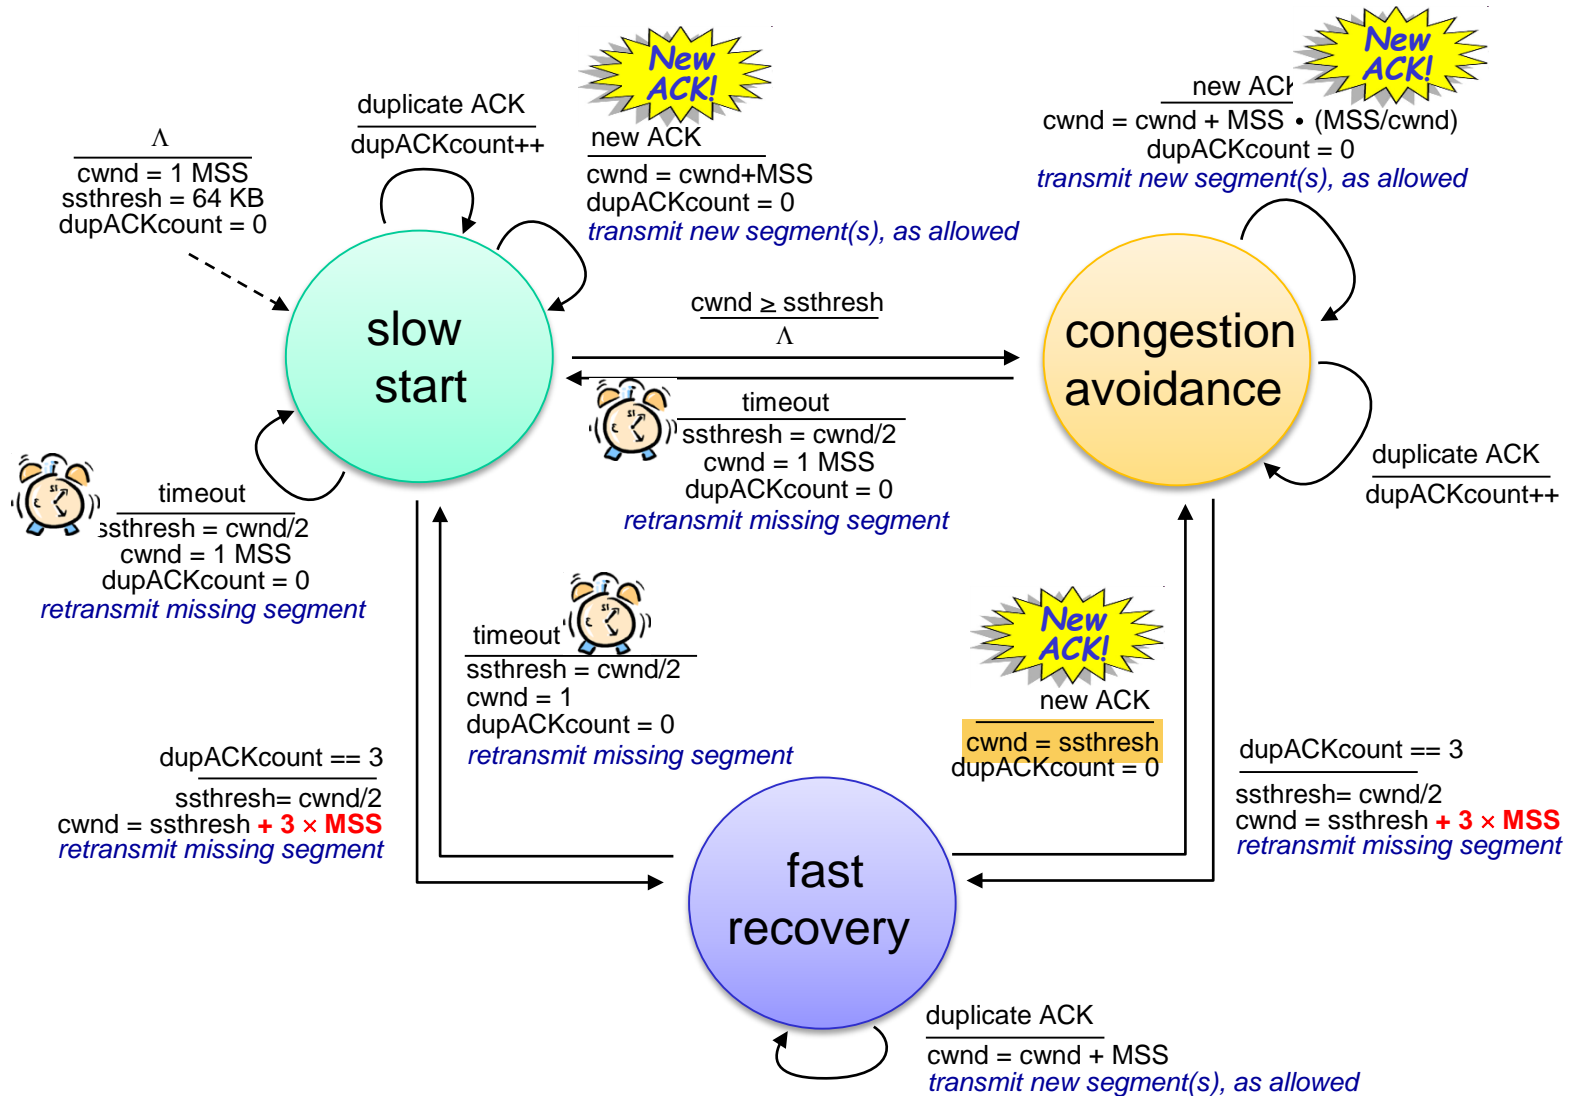 Λ
cwnd = 1 MSS
ssthresh = 64 KB
dupACKcount = 0
duplicate ACK
dupACKcount++
New
ACK!
new ACK
cwnd = cwnd+MSS
dupACKcount = 0
transmit new segment(s), as allowed
New
ACK!
new ACK
cwnd = cwnd + MSS • (MSS/cwnd)
dupACKcount = 0
transmit new segment(s), as allowed
slow
start
cwnd ≥ ssthresh
Λ
congestion
avoidance
timeout
ssthresh = cwnd/2
cwnd = 1 MSS
dupACKcount = 0
retransmit missing segment
duplicate ACK
dupACKcount++
timeout
ssthresh = cwnd/2
cwnd = 1 MSS
dupACKcount = 0
retransmit missing segment
timeout
ssthresh = cwnd/2
cwnd = 1
dupACKcount = 0
retransmit missing segment
New
ACK!
new ACK
cwnd = ssthresh
dupACKcount = 0
dupACKcount == 3
ssthresh= cwnd/2
cwnd = ssthresh + 3 × MSS
retransmit missing segment
dupACKcount == 3
ssthresh= cwnd/2
cwnd = ssthresh + 3 × MSS
retransmit missing segment
fast
recovery
duplicate ACK
cwnd = cwnd + MSS
transmit new segment(s), as allowed